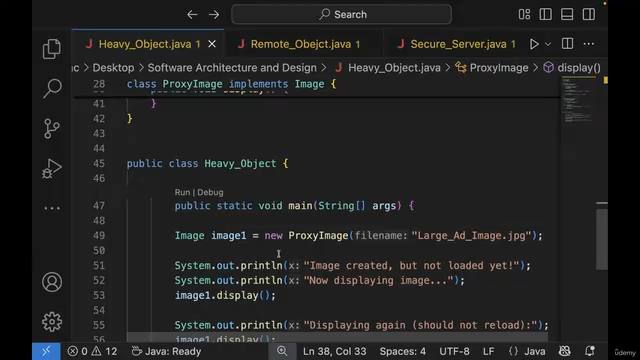 Search
J Heavy_Object.java 1
J Remote_Obejct.java 1
J Secure_Server.java 1
nc > Desktop > Software Architecture and Design > J Heavy_Object.java > ProxyImage > display()
28 class ProxyImage implements Image {
41 }
42 }
43
44
45 public class Heavy_Object {
46
Run | Debug
47 public static void main(String[] args) {
48
49 Image image1 = new ProxyImage(filename:"Large_Ad_Image.jpg");
50
51 System.out.println(x:"Image created, but not loaded yet!");
52 System.out.println(x:"Now displaying image...");
53 image1.display();
54
55 System.out.println(x:"Displaying again (should not reload):");
56 image1.display();
0 12 Java: Ready Ln 38, Col 33 Spaces: 4 UTF-8 LF {} Java
udemy